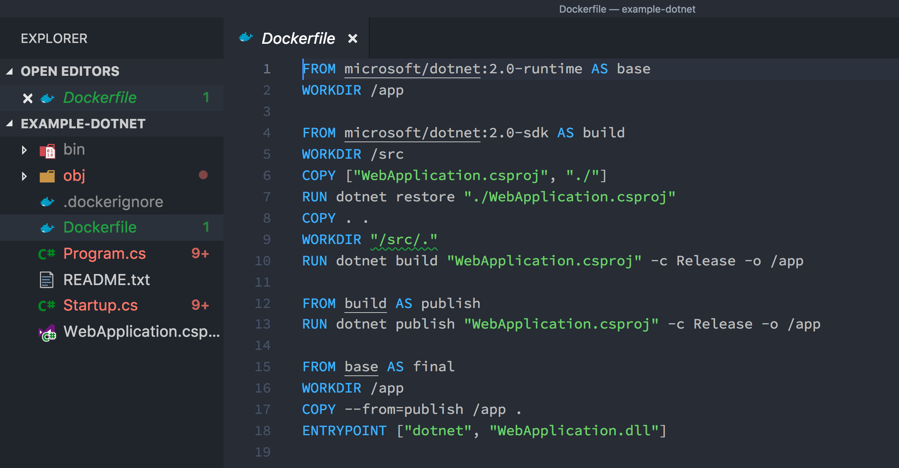 Dockerfile — example-dotnet
EXPLORER
OPEN EDITORS
Dockerfile 1
EXAMPLE-DOTNET
bin
obj
.dockerignore
Dockerfile 1
C# Program.cs 9+
README.txt
C# Startup.cs 9+
WebApplication.csp...
Dockerfile
1 FROM microsoft/dotnet:2.0-runtime AS base
2 WORKDIR /app
3
4 FROM microsoft/dotnet:2.0-sdk AS build
5 WORKDIR /src
6 COPY ["WebApplication.csproj", "./"]
7 RUN dotnet restore "./WebApplication.csproj"
8 COPY . .
9 WORKDIR "/src/."
10 RUN dotnet build "WebApplication.csproj" -c Release -o /app
11
12 FROM build AS publish
13 RUN dotnet publish "WebApplication.csproj" -c Release -o /app
14
15 FROM base AS final
16 WORKDIR /app
17 COPY --from=publish /app .
18 ENTRYPOINT ["dotnet", "WebApplication.dll"]
19